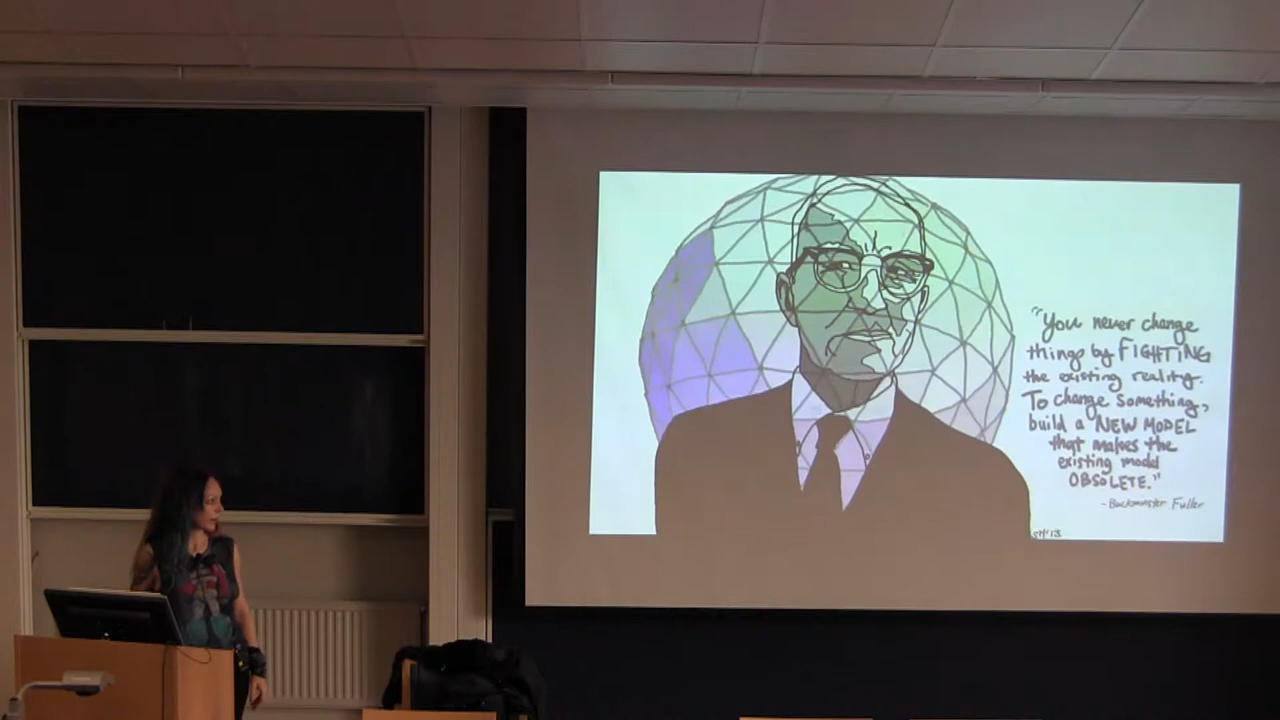 "You never change
things by FIGHTING
the existing reality.
To change something,
build a NEW MODEL
that makes the
existing model
OBSOLETE."
- Buckminster Fuller